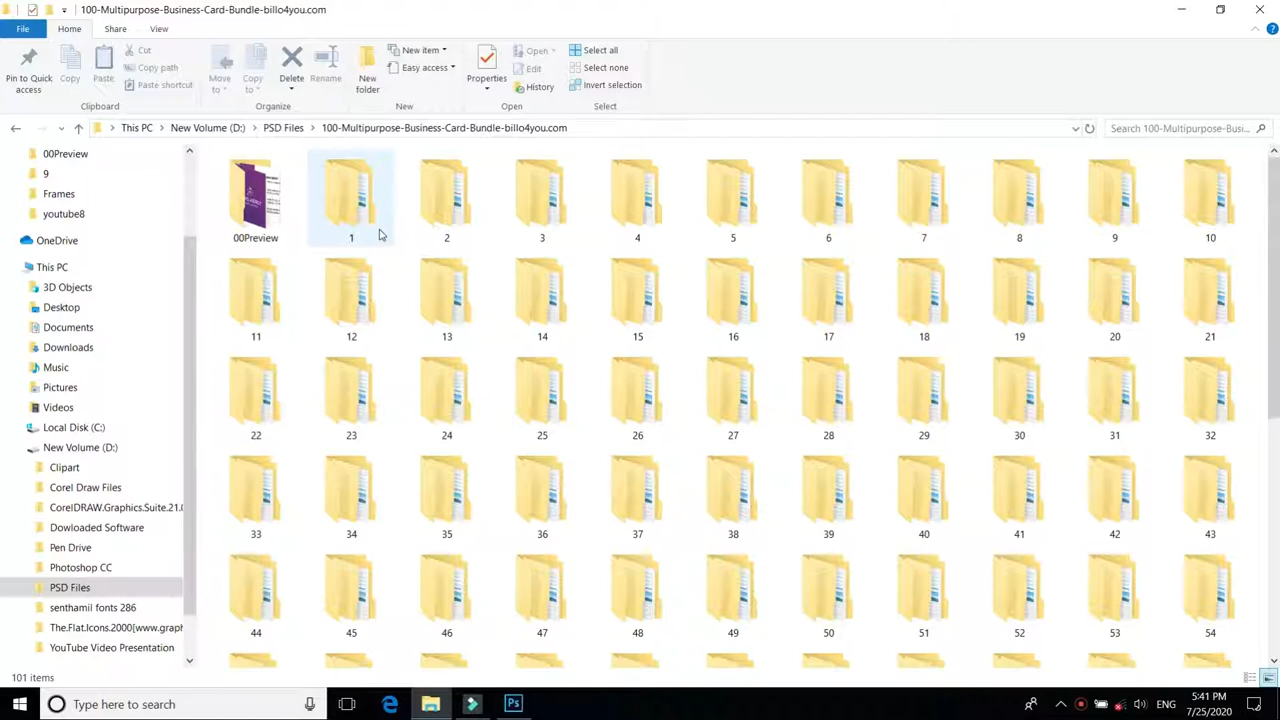 100-Multipurpose-Business-Card-Bundle-billo4you.com
File Home Share View
Pin to Quick access
Copy
Paste
Cut
Copy path
Paste shortcut
Clipboard
Move to
Copy to
Delete
Rename
Organize
New folder
New item
Easy access
New
Properties
Open
Edit
History
Open
Select all
Select none
Invert selection
Select
This PC New Volume (D:) PSD Files 100-Multipurpose-Business-Card-Bundle-billo4you.com
Search 100-Multipurpose-Busi...
00Preview
9
Frames
youtube8
OneDrive
This PC
3D Objects
Desktop
Documents
Downloads
Music
Pictures
Videos
Local Disk (C:)
New Volume (D:)
Clipart
Corel Draw Files
CorelDRAW.Graphics.Suite.21.0
Dowloaded Software
Pen Drive
Photoshop CC
PSD Files
senthamil fonts 286
The.Flat.Icons.2000[www.graph
YouTube Video Presentation
00Preview 1 2 3 4 5 6 7 8 9 10
11 12 13 14 15 16 17 18 19 20 21
22 23 24 25 26 27 28 29 30 31 32
33 34 35 36 37 38 39 40 41 42 43
44 45 46 47 48 49 50 51 52 53 54
101 items
Type here to search
Ps
ENG
5:41 PM
7/25/2020